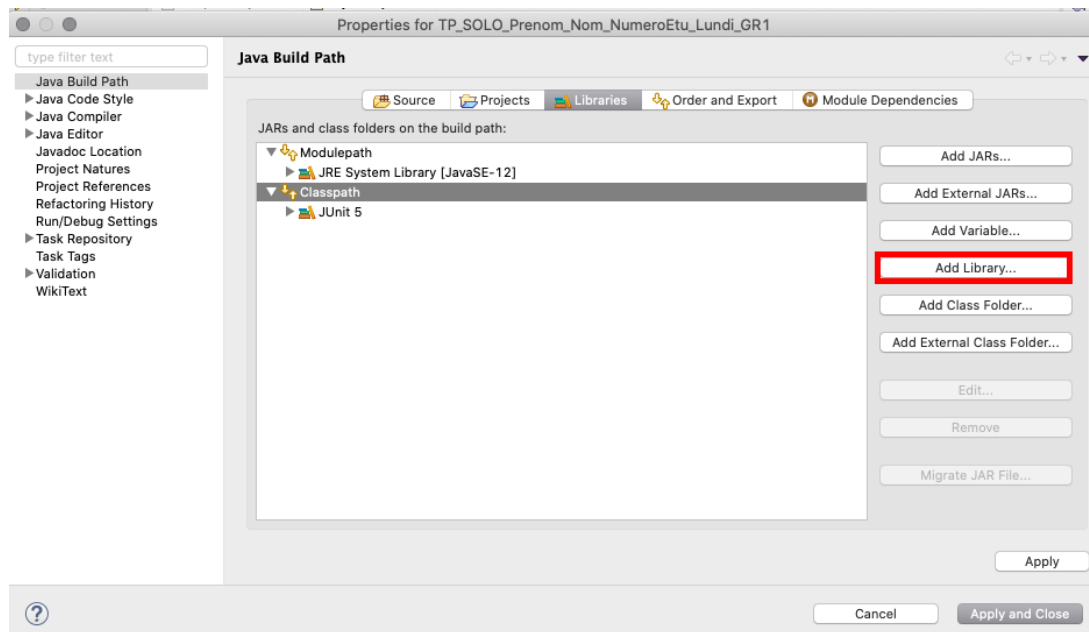 Properties for TP_SOLO_Prenom_Nom_NumeroEtu_Lundi_GR1
type filter text
Java Build Path
Java Code Style
Java Compiler
Java Editor
Javadoc Location
Project Natures
Project References
Refactoring History
Run/Debug Settings
Task Repository
Task Tags
Validation
WikiText
Java Build Path
Source
Projects
Libraries
Order and Export
Module Dependencies
JARs and class folders on the build path:
Modulepath
JRE System Library [JavaSE-12]
Classpath
JUnit 5
Add JARs...
Add External JARs...
Add Variable...
Add Library...
Add Class Folder...
Add External Class Folder...
Edit...
Remove
Migrate JAR File...
Apply
?
Cancel
Apply and Close